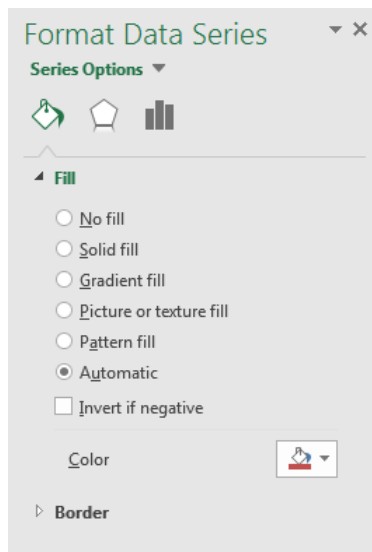 Format Data Series
Series Options
Fill
No fill
Solid fill
Gradient fill
Picture or texture fill
Pattern fill
Automatic
Invert if negative
Color
Border